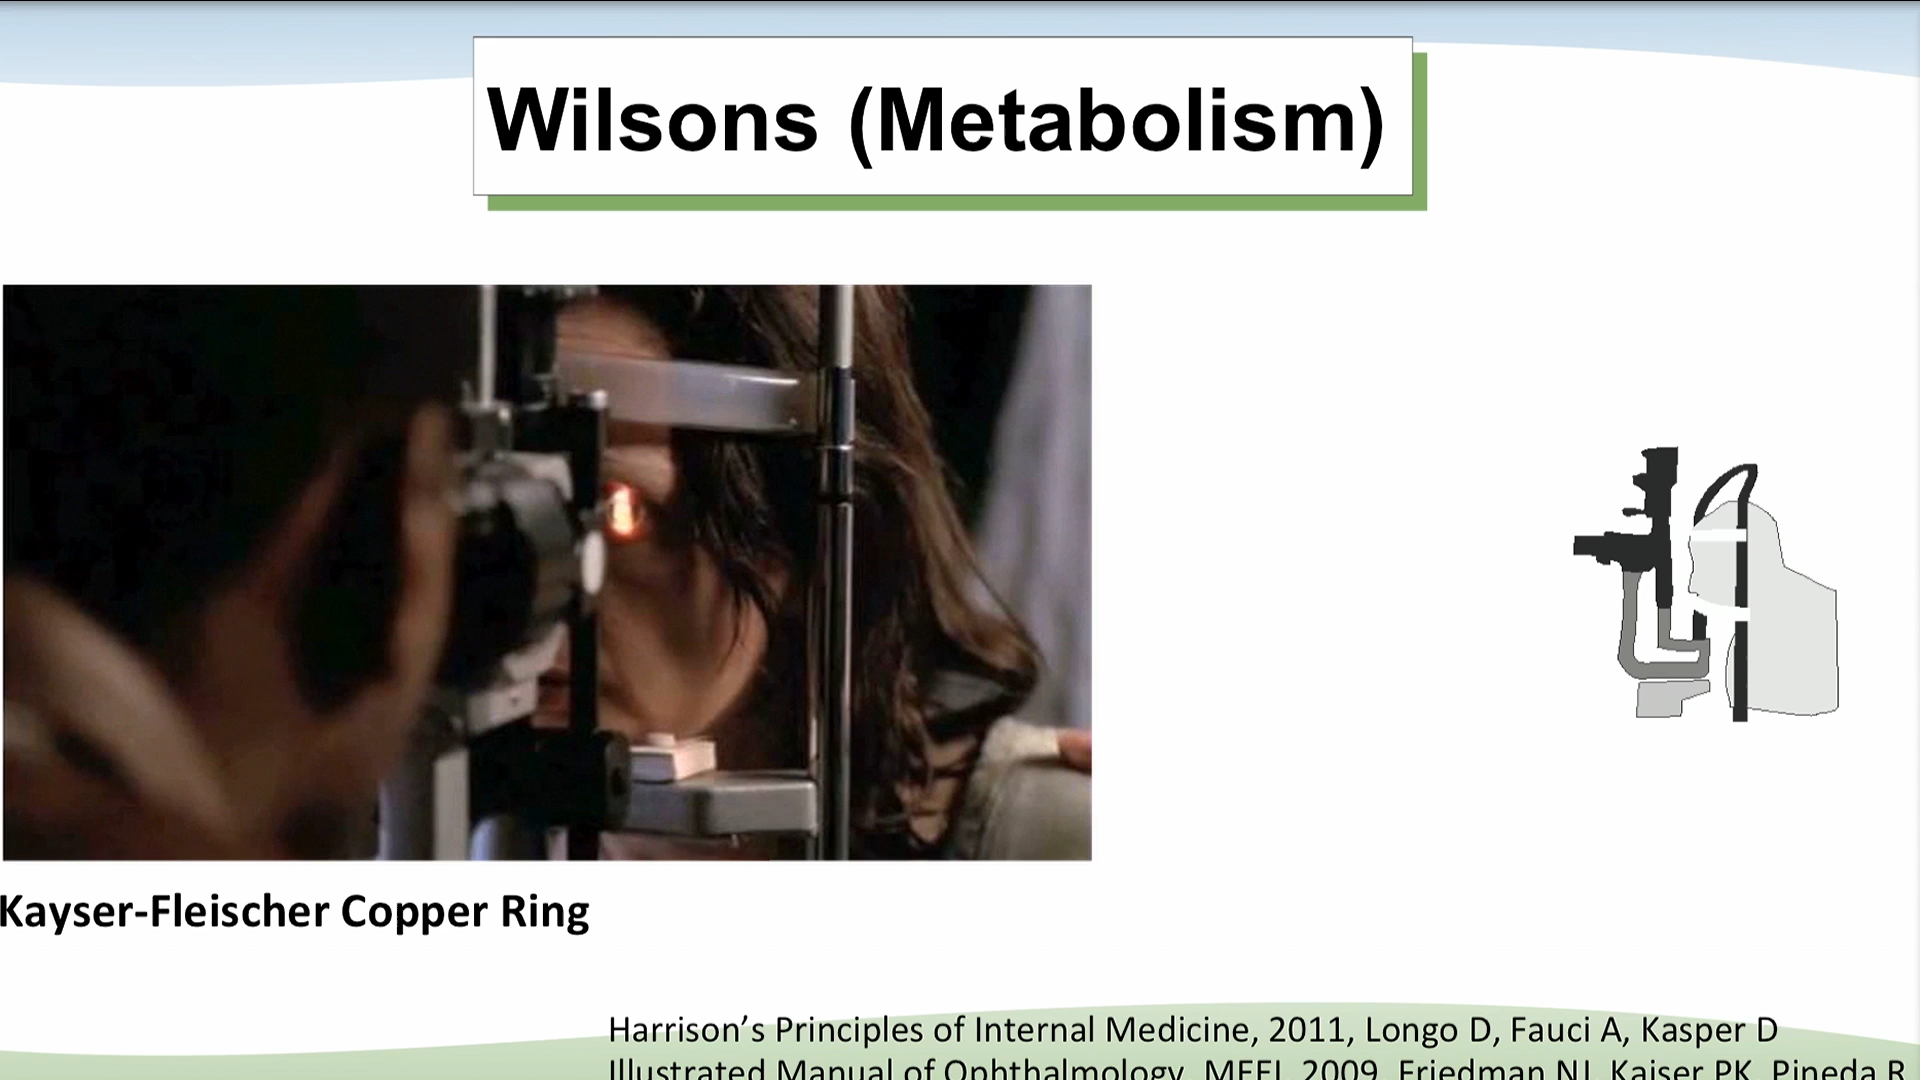 Wilsons (Metabolism)
Kayser-Fleischer Copper Ring
Harrison’s Principles of Internal Medicine, 2011, Longo D, Fauci A, Kasper D
Illustrated Manual of Ophthalmology, MEEI, 2009, Friedman NJ, Kaiser PK, Pineda R